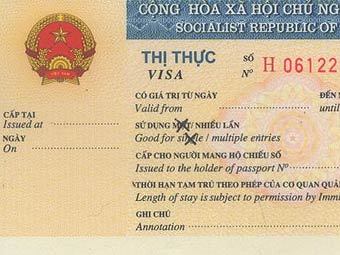 CỘNG HÒA XÃ HỘI CHỦ
SOCIALIST REPUBLIC OF
THỊ THỰC
VISA
SỐ
Nº
H 06122
CẤP TẠI
Issued at
NGÀY
On
CÓ GIÁ TRỊ TỪ NGÀY
Valid from
ĐẾN
until
SỬ DỤNG MỘT/ NHIỀU LẦN
Good for single / multiple entries
CẤP CHO NGƯỜI MANG HỘ CHIẾU SỐ
Issued to the holder of passport Nº
THỜI HẠN TẠM TRÚ THEO PHÉP CỦA CƠ QUAN
Length of stay is subject to permission by
GHI CHÚ
Annotation
VIỆT NAM